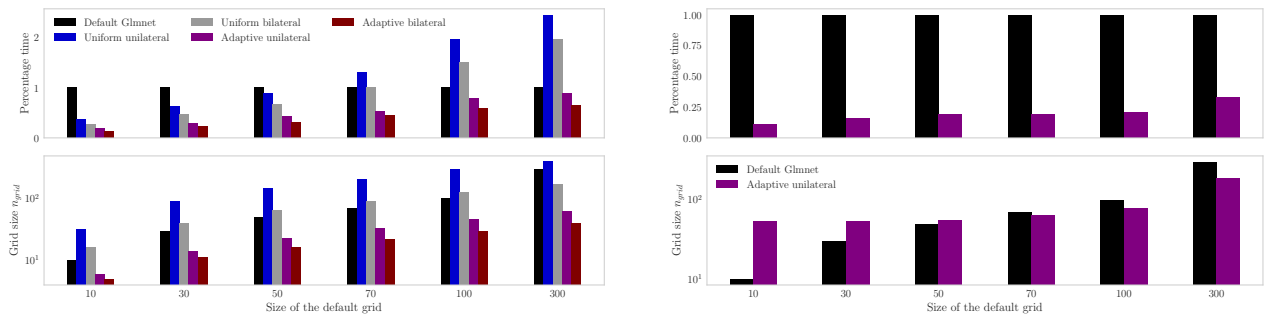 Default Glmnet
Uniform unilateral
Uniform bilateral
Adaptive unilateral
Adaptive bilateral
Percentage time
2
1
0
Grid size n_grid
10^2
10^1
10 30 50 70 100 300
Size of the default grid
Percentage time
1.00
0.75
0.50
0.25
0.00
Default Glmnet
Adaptive unilateral
Grid size n_grid
10^2
10^1
10 30 50 70 100 300
Size of the default grid